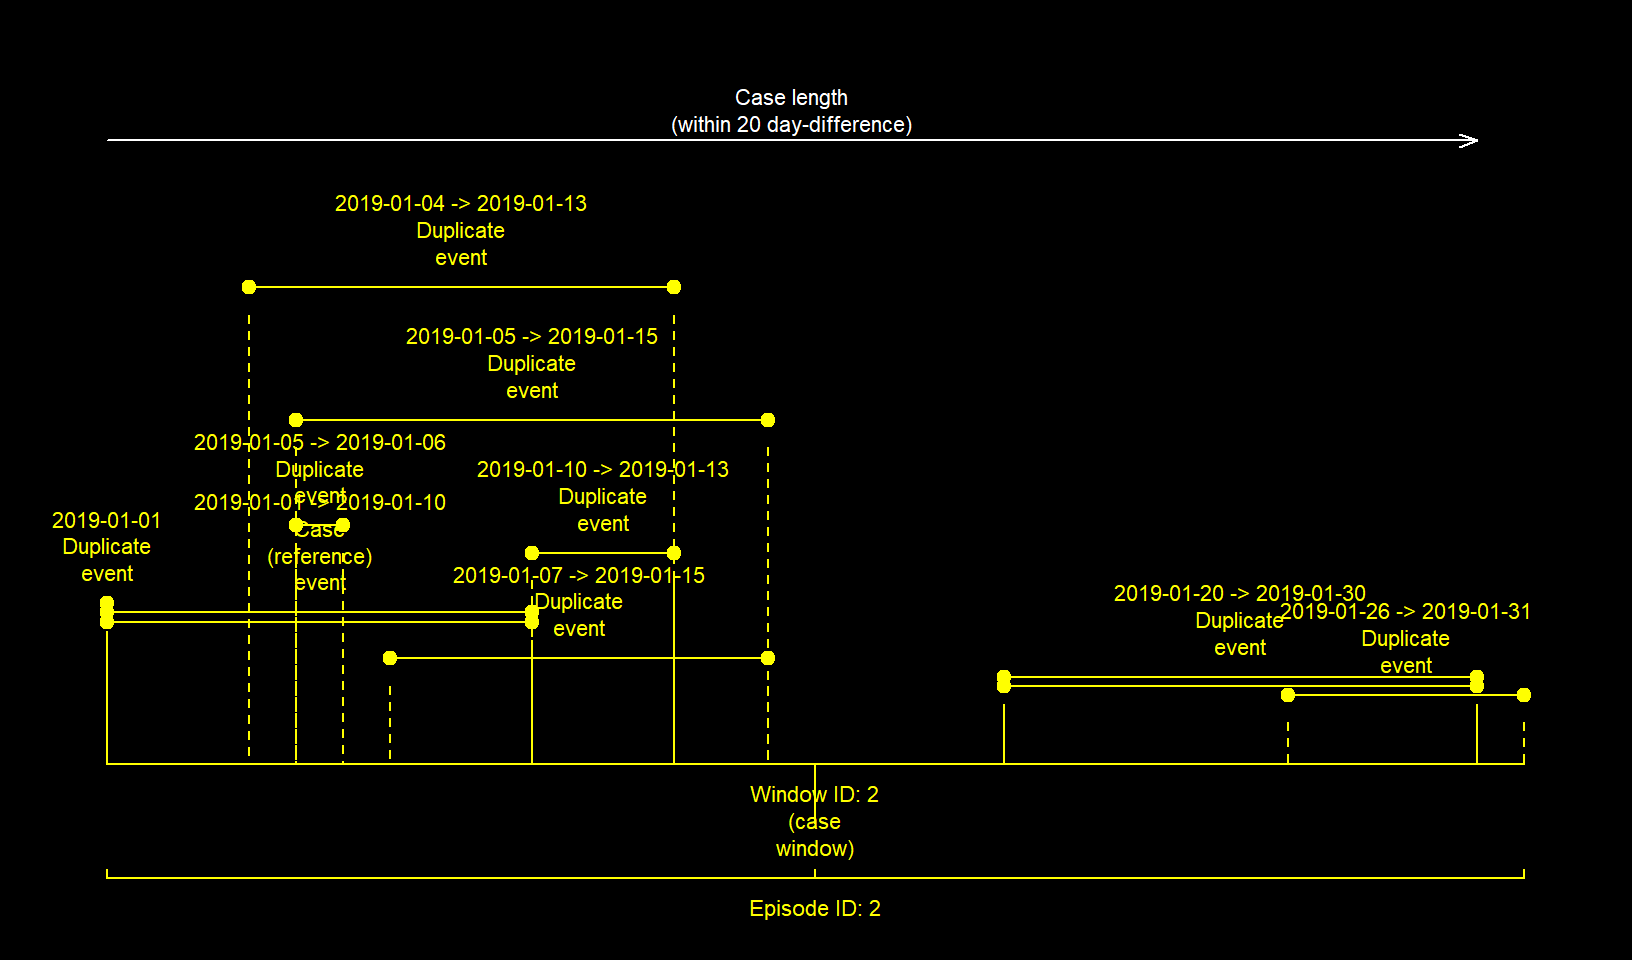 Case length
(within 20 day-difference)
2019-01-04 -> 2019-01-13
Duplicate
event
2019-01-05 -> 2019-01-15
Duplicate
event
2019-01-05 -> 2019-01-06
Duplicate
event
2019-01-10 -> 2019-01-13
Duplicate
event
2019-01-01 -> 2019-01-10
Case
(reference)
event
2019-01-01
Duplicate
event
2019-01-07 -> 2019-01-15
Duplicate
event
2019-01-20 -> 2019-01-30
Duplicate
event
2019-01-26 -> 2019-01-31
Duplicate
event
Window ID: 2
(case
window)
Episode ID: 2